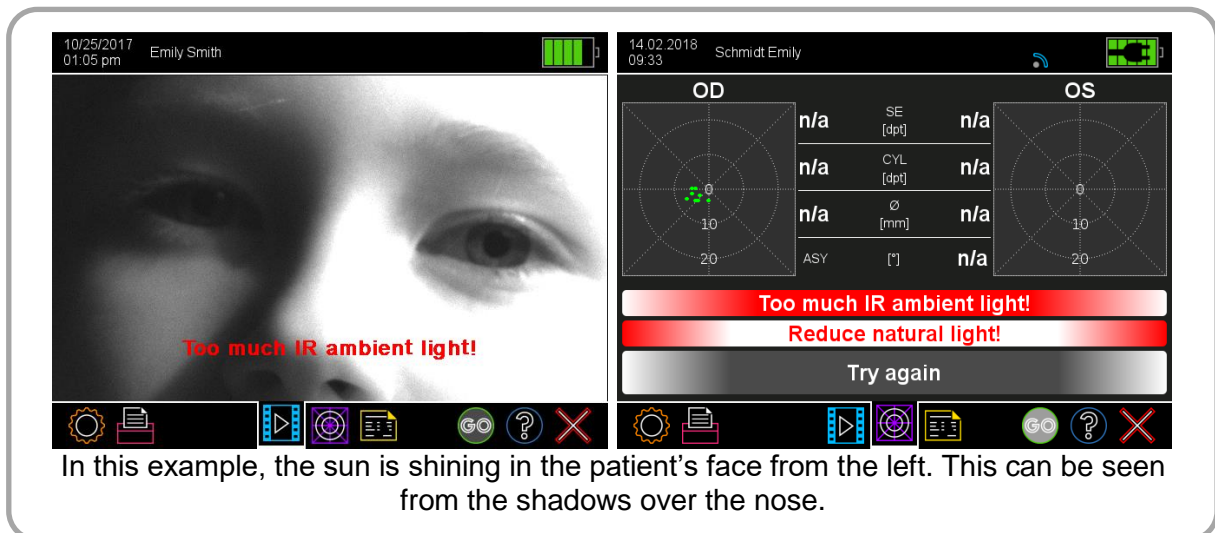 10/25/2017
01:05 pm
Emily Smith
Too much IR ambient light!
GO
?
14.02.2018
09:33
Schmidt Emily
OD
OS
0
10
20
n/a SE [dpt] n/a
n/a CYL [dpt] n/a
n/a Ø [mm] n/a
ASY [°] n/a
0
10
20
Too much IR ambient light!
Reduce natural light!
Try again
GO
?
In this example, the sun is shining in the patient's face from the left. This can be seen
from the shadows over the nose.